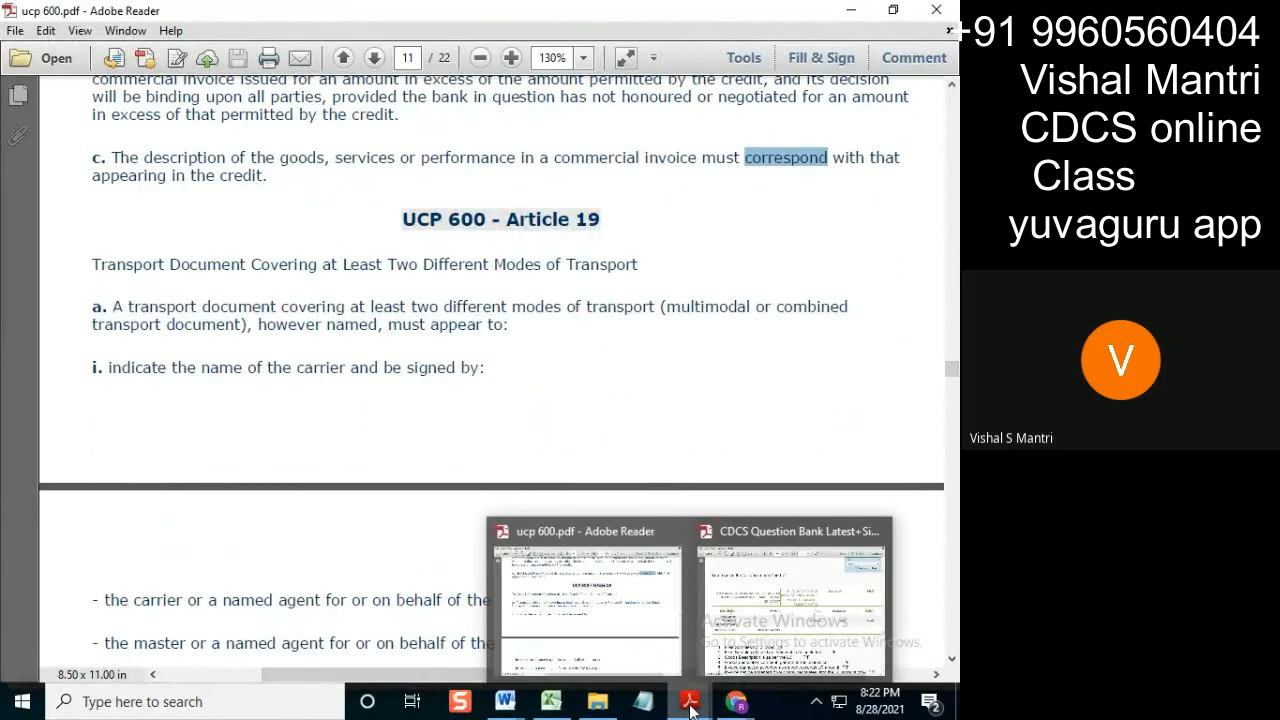 ucp 600.pdf - Adobe Reader
File Edit View Window Help
Open 11 / 22 130% Tools Fill & Sign Comment
commercial invoice issued for an amount in excess of the amount permitted by the credit, and its decision
will be binding upon all parties, provided the bank in question has not honoured or negotiated for an amount
in excess of that permitted by the credit.
c. The description of the goods, services or performance in a commercial invoice must correspond with that
appearing in the credit.
UCP 600 - Article 19
Transport Document Covering at Least Two Different Modes of Transport
a. A transport document covering at least two different modes of transport (multimodal or combined
transport document), however named, must appear to:
i. indicate the name of the carrier and be signed by:
- the carrier or a named agent for or on behalf of the
- the master or a named agent for or on behalf of the
ucp 600.pdf - Adobe Reader
CDCS Question Bank Latest+Si...
UCP 600 - Article 19
Activate Windows
Go to Settings to activate Windows.
8.50 x 11.00 in
Type here to search
8:22 PM
8/28/2021
2
+91 9960560404
Vishal Mantri
CDCS online
Class
yuvaguru app
V
Vishal S Mantri